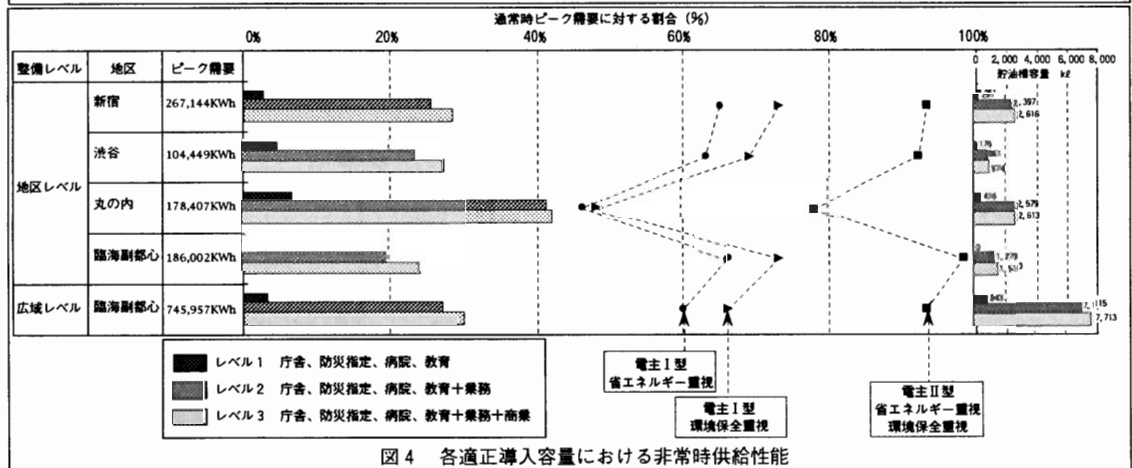 通常時ピーク需要に対する割合 (%)
0% 20% 40% 60% 80% 100%
0 2,000 4,000 6,000 8,000
貯油槽容量 kℓ
整備レベル 地区 ピーク需要
新宿 267,144KWh
2,616
渋谷 104,449KWh
地区レベル
丸の内 178,407KWh
2,579
2,613
臨海副都心 186,002KWh
広域レベル 臨海副都心 745,957KWh
7,713
レベル1 庁舎、防災指定、病院、教育
レベル2 庁舎、防災指定、病院、教育+業務
レベル3 庁舎、防災指定、病院、教育+業務+商業
電主Ⅰ型
省エネルギー重視
電主Ⅰ型
環境保全重視
電主Ⅱ型
省エネルギー重視
環境保全重視
図4 各適正導入容量における非常時供給性能